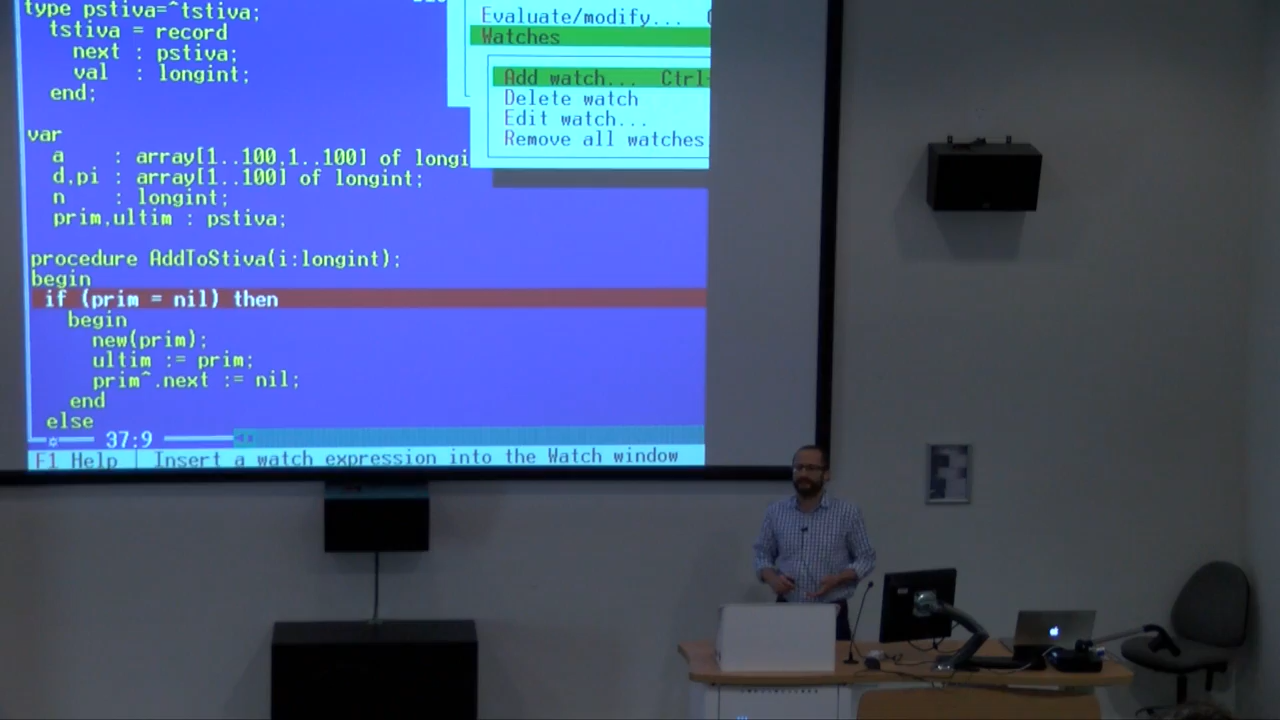 type pstiva=^tstiva;
tstiva = record
next : pstiva;
val : longint;
end;
var
a : array[1..100,1..100] of longi
d,pi : array[1..100] of longint;
n : longint;
prim,ultim : pstiva;
procedure AddToStiva(i:longint);
begin
if (prim = nil) then
begin
new(prim);
ultim := prim;
prim^.next := nil;
end
else
37:9
F1 Help | Insert a watch expression into the Watch window
Evaluate/modify...
Watches
Add watch... Ctrl-
Delete watch
Edit watch...
Remove all watches